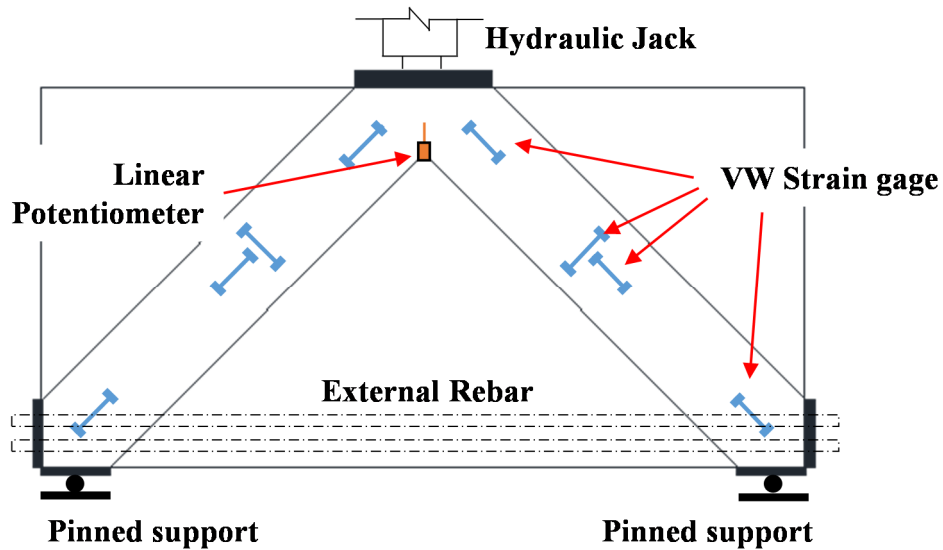 Hydraulic Jack
Linear
Potentiometer
VW Strain gage
External Rebar
Pinned support
Pinned support